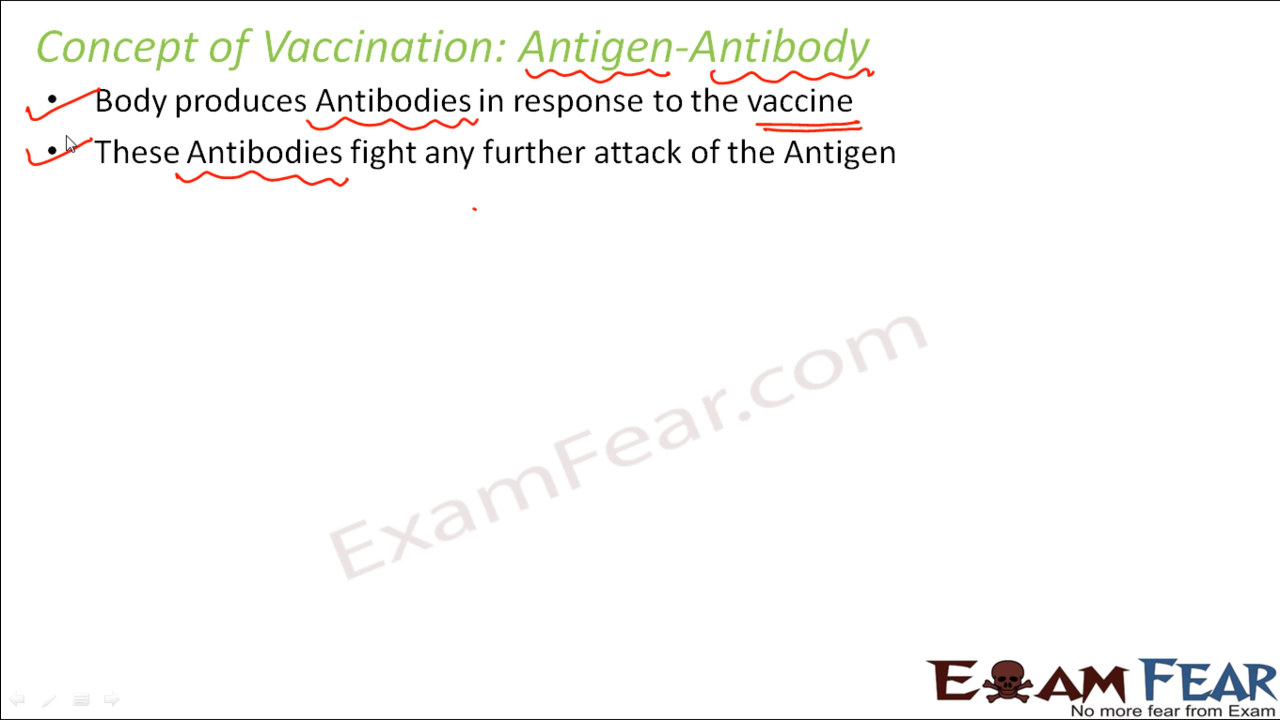 Concept of Vaccination: Antigen-Antibody
• Body produces Antibodies in response to the vaccine
• These Antibodies fight any further attack of the Antigen
ExamFear.com
EXAM FEAR
No more fear from Exam